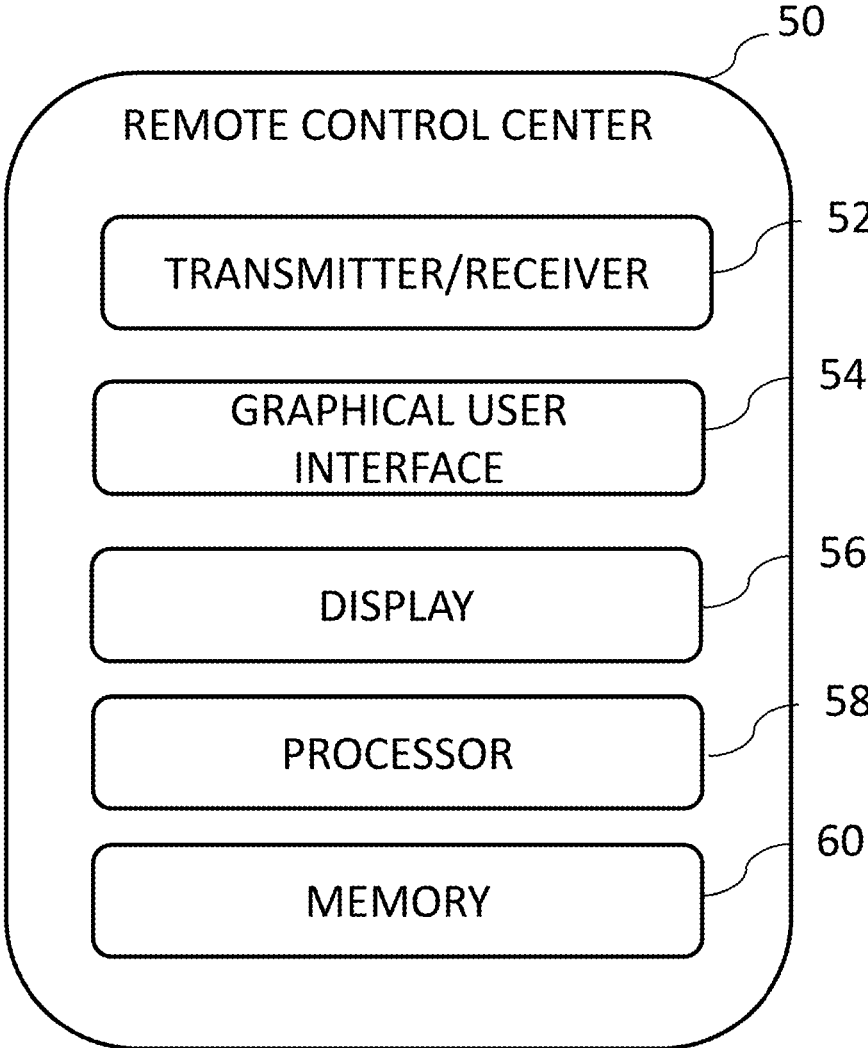 50
REMOTE CONTROL CENTER
52
TRANSMITTER/RECEIVER
54
GRAPHICAL USER
INTERFACE
56
DISPLAY
58
PROCESSOR
60
MEMORY